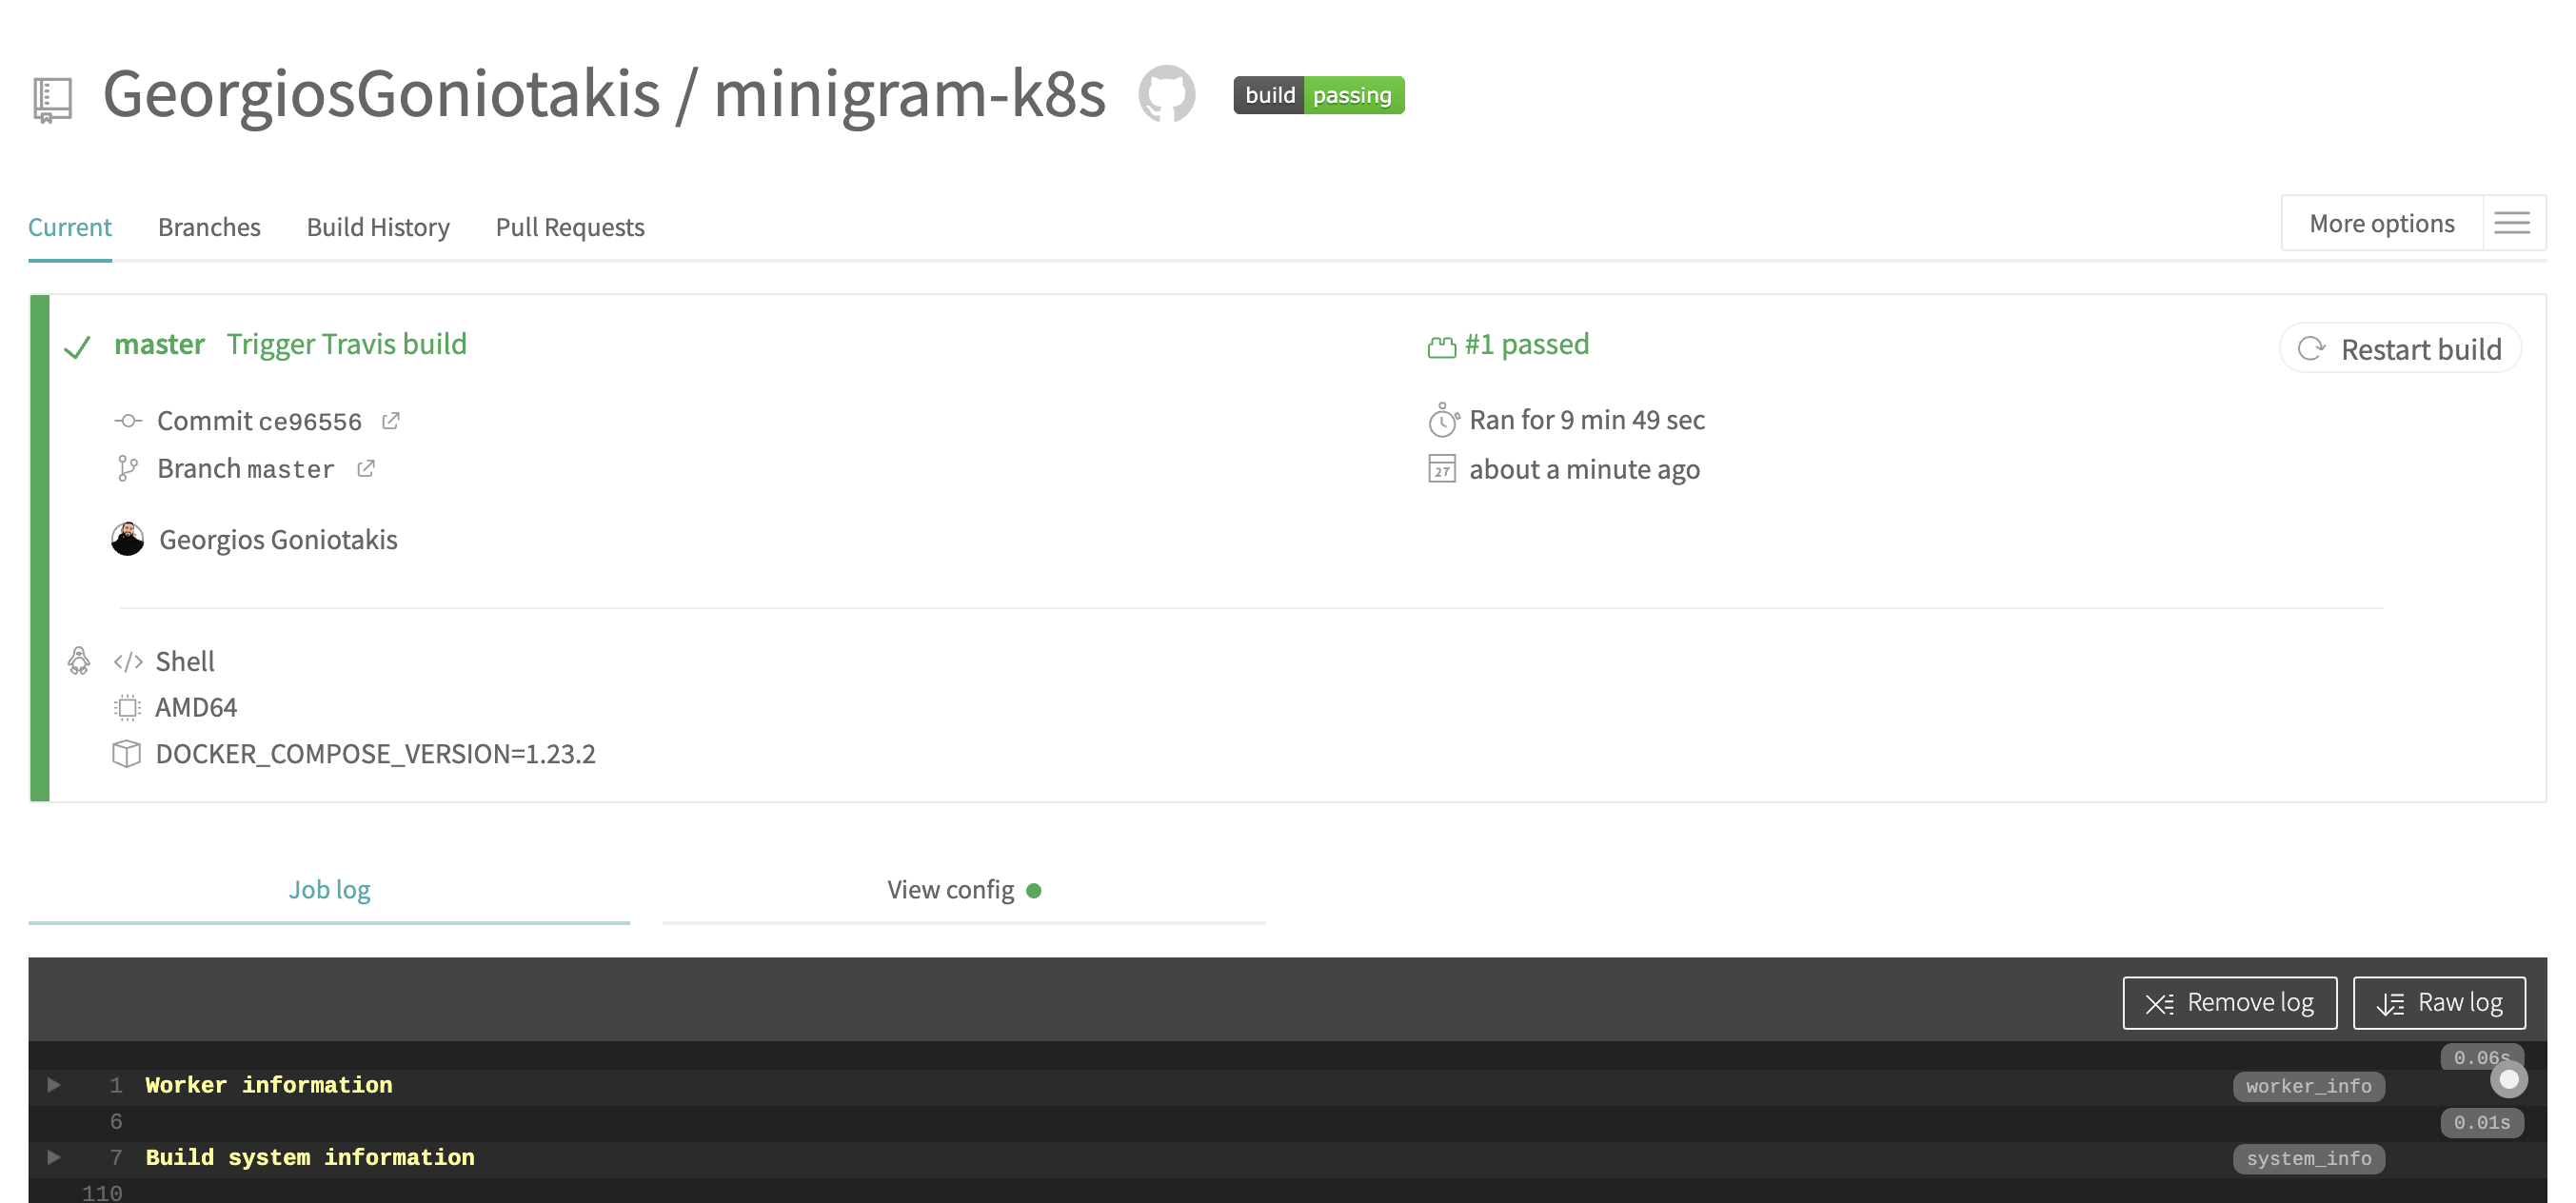 GeorgiosGoniotakis / minigram-k8s build passing
Current Branches Build History Pull Requests More options
master Trigger Travis build #1 passed Restart build
Commit ce96556 Ran for 9 min 49 sec
Branch master 27 about a minute ago
Georgios Goniotakis
</> Shell
AMD64
DOCKER_COMPOSE_VERSION=1.23.2
Job log View config
Remove log Raw log
0.06s
1 Worker information worker_info
6 0.01s
7 Build system information system_info
110